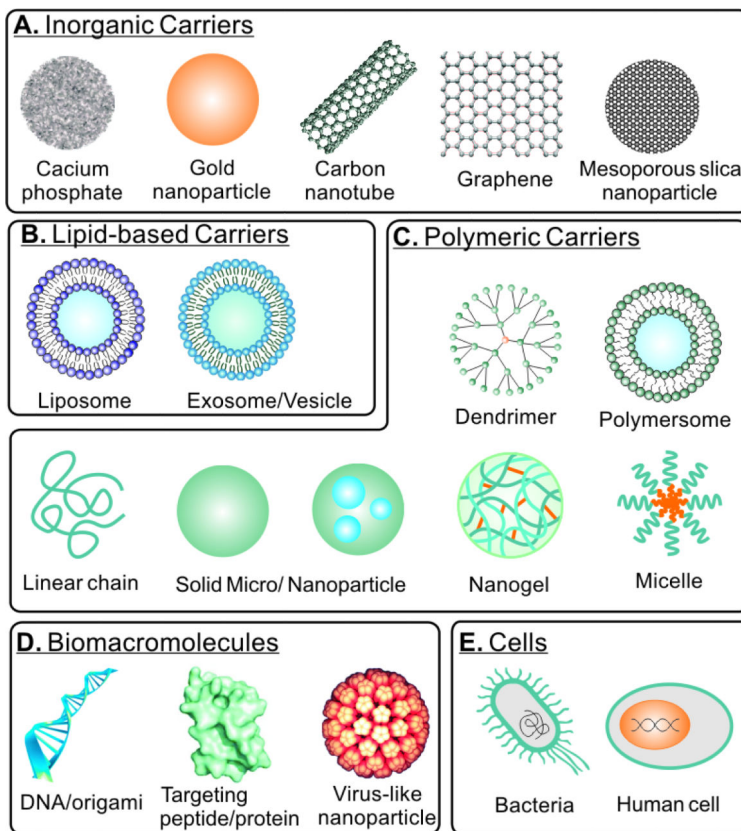 A. Inorganic Carriers
Cacium
phosphate
Gold
nanoparticle
Carbon
nanotube
Graphene
Mesoporous slica
nanoparticle
B. Lipid-based Carriers
Liposome
Exosome/Vesicle
C. Polymeric Carriers
Dendrimer
Polymersome
Linear chain
Solid Micro/ Nanoparticle
Nanogel
Micelle
D. Biomacromolecules
DNA/origami
Targeting
peptide/protein
Virus-like
nanoparticle
E. Cells
Bacteria
Human cell